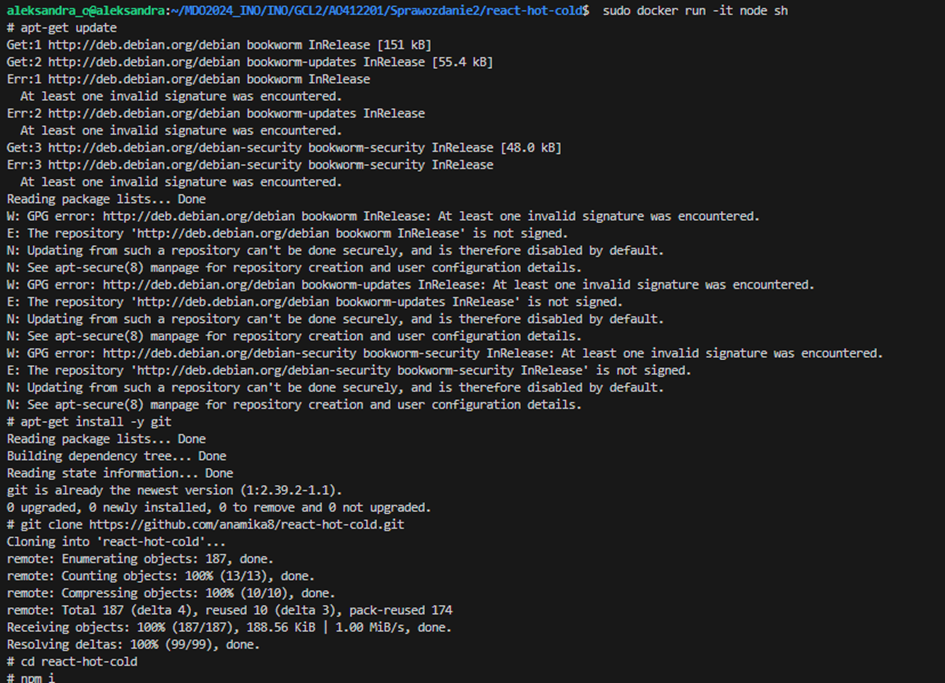 aleksandra_c@aleksandra:~/MDO2024_INO/INO/GCL2/AO412201/Sprawozdanie2/react-hot-cold$ sudo docker run -it node sh
# apt-get update
Get:1 http://deb.debian.org/debian bookworm InRelease [151 kB]
Get:2 http://deb.debian.org/debian bookworm-updates InRelease [55.4 kB]
Err:1 http://deb.debian.org/debian bookworm InRelease
  At least one invalid signature was encountered.
Err:2 http://deb.debian.org/debian bookworm-updates InRelease
  At least one invalid signature was encountered.
Get:3 http://deb.debian.org/debian-security bookworm-security InRelease [48.0 kB]
Err:3 http://deb.debian.org/debian-security bookworm-security InRelease
  At least one invalid signature was encountered.
Reading package lists... Done
W: GPG error: http://deb.debian.org/debian bookworm InRelease: At least one invalid signature was encountered.
E: The repository 'http://deb.debian.org/debian bookworm InRelease' is not signed.
N: Updating from such a repository can't be done securely, and is therefore disabled by default.
N: See apt-secure(8) manpage for repository creation and user configuration details.
W: GPG error: http://deb.debian.org/debian bookworm-updates InRelease: At least one invalid signature was encountered.
E: The repository 'http://deb.debian.org/debian bookworm-updates InRelease' is not signed.
N: Updating from such a repository can't be done securely, and is therefore disabled by default.
N: See apt-secure(8) manpage for repository creation and user configuration details.
W: GPG error: http://deb.debian.org/debian-security bookworm-security InRelease: At least one invalid signature was encountered.
E: The repository 'http://deb.debian.org/debian-security bookworm-security InRelease' is not signed.
N: Updating from such a repository can't be done securely, and is therefore disabled by default.
N: See apt-secure(8) manpage for repository creation and user configuration details.
# apt-get install -y git
Reading package lists... Done
Building dependency tree... Done
Reading state information... Done
git is already the newest version (1:2.39.2-1.1).
0 upgraded, 0 newly installed, 0 to remove and 0 not upgraded.
# git clone https://github.com/anamika8/react-hot-cold.git
Cloning into 'react-hot-cold'...
remote: Enumerating objects: 187, done.
remote: Counting objects: 100% (13/13), done.
remote: Compressing objects: 100% (10/10), done.
remote: Total 187 (delta 4), reused 10 (delta 3), pack-reused 174
Receiving objects: 100% (187/187), 188.56 KiB | 1.00 MiB/s, done.
Resolving deltas: 100% (99/99), done.
# cd react-hot-cold
# npm i